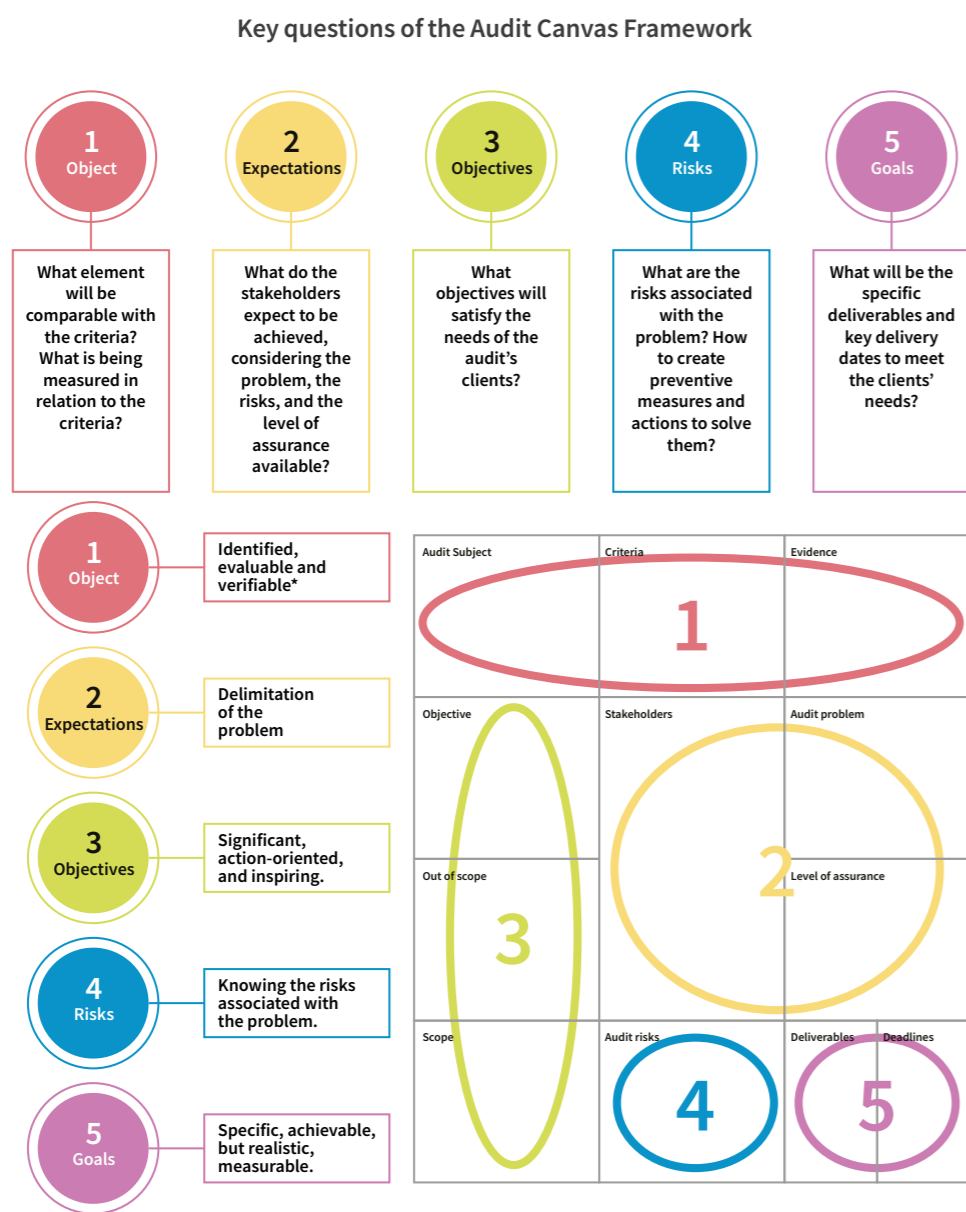 Key questions of the Audit Canvas Framework
1
Object
2
Expectations
3
Objectives
4
Risks
5
Goals
What element
will be
comparable with
the criteria?
What is being
measured in
relation to the
criteria?
What do the
stakeholders
expect to be
achieved,
considering the
problem, the
risks, and the
level of
assurance
available?
What
objectives will
satisfy the
needs of the
audit's
clients?
What are the
risks associated
with the
problem? How
to create
preventive
measures and
actions to solve
them?
What will be the
specific
deliverables and
key delivery
dates to meet
the clients'
needs?
1
Object
Identified,
evaluable and
verifiable*
2
Expectations
Delimitation
of the
problem
3
Objectives
Significant,
action-oriented,
and inspiring.
4
Risks
Knowing the risks
associated with
the problem.
5
Goals
Specific, achievable,
but realistic,
measurable.
Audit Subject
Criteria
Evidence
1
Objective
Stakeholders
Audit problem
2
Out of scope
Level of assurance
3
Scope
Audit risks
Deliverables
Deadlines
4
5